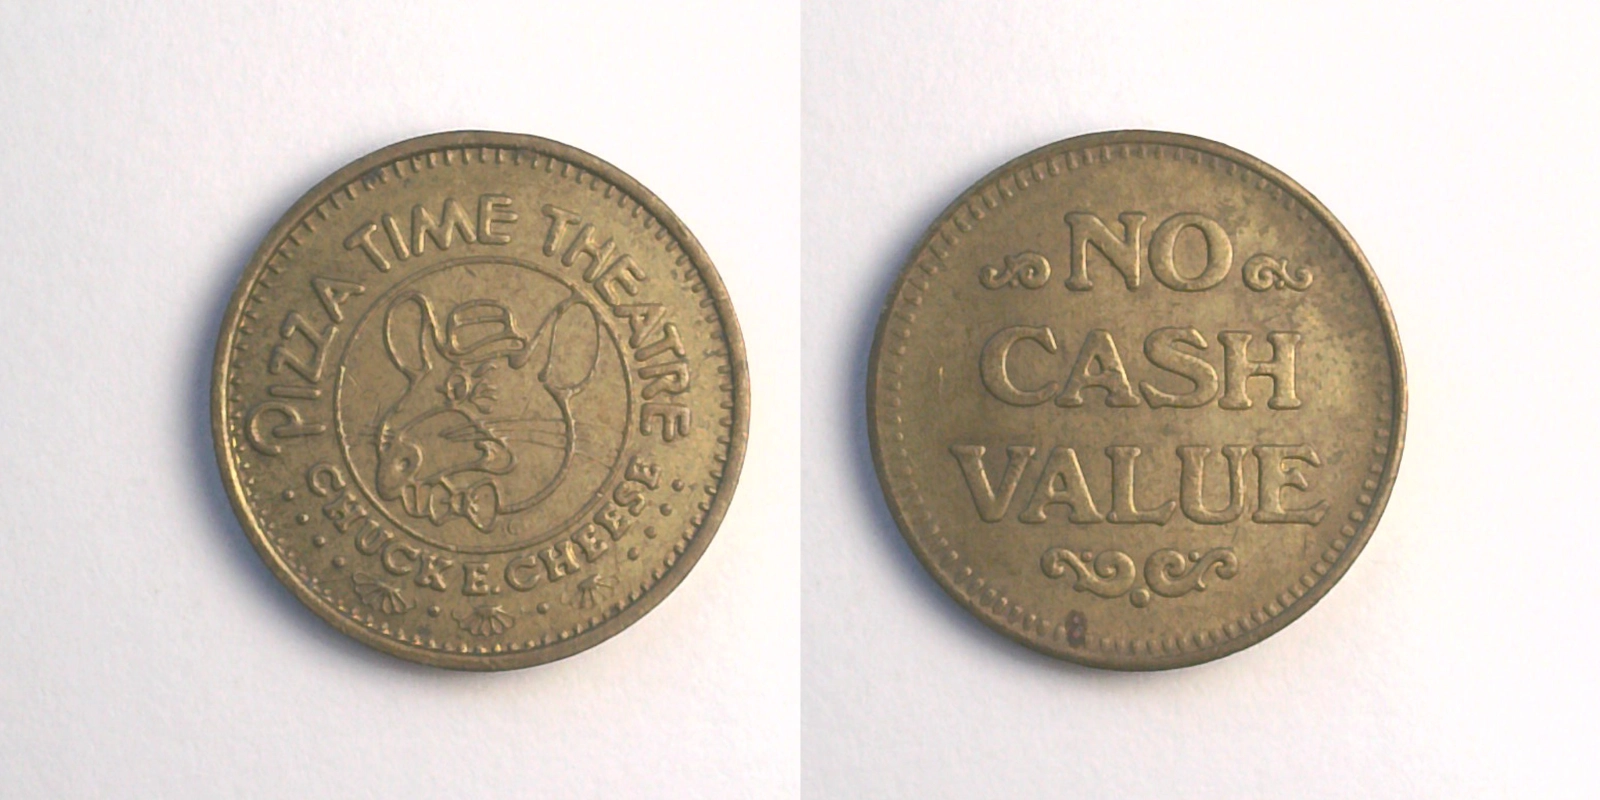 PIZZA TIME THEATRE
CHUCK E. CHEESE
NO
CASH
VALUE